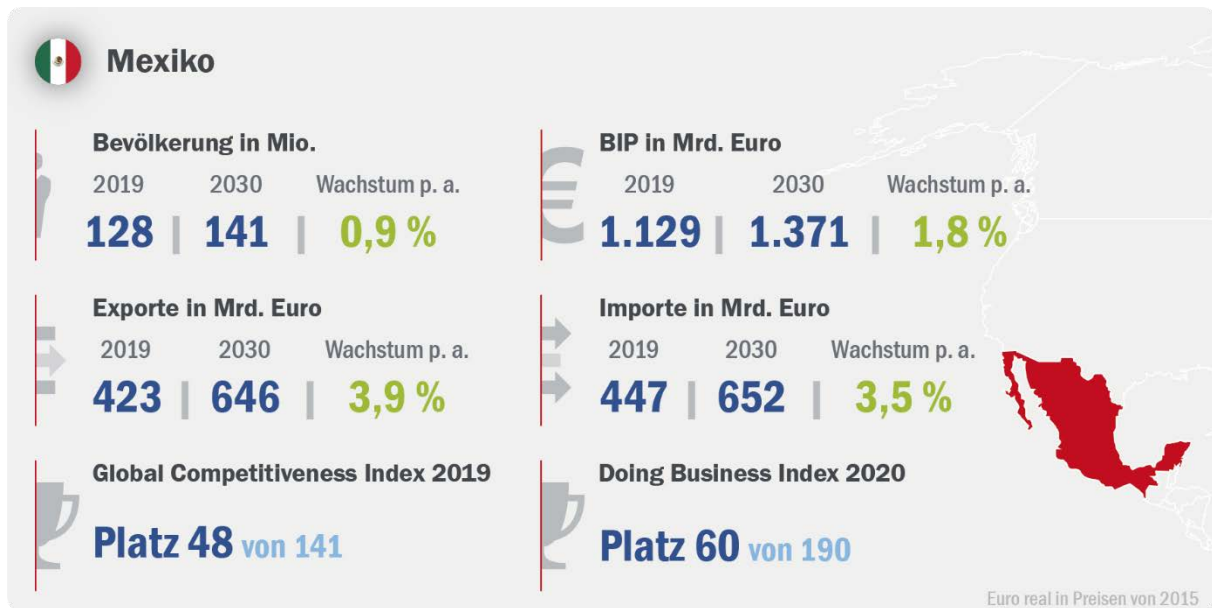 Mexiko
Bevölkerung in Mio.
2019 2030 Wachstum p. a.
128 | 141 | 0,9 %
BIP in Mrd. Euro
2019 2030 Wachstum p. a.
1.129 | 1.371 | 1,8 %
Exporte in Mrd. Euro
2019 2030 Wachstum p. a.
423 | 646 | 3,9 %
Importe in Mrd. Euro
2019 2030 Wachstum p. a.
447 | 652 | 3,5 %
Global Competitiveness Index 2019
Platz 48 von 141
Doing Business Index 2020
Platz 60 von 190
Euro real in Preisen von 2015